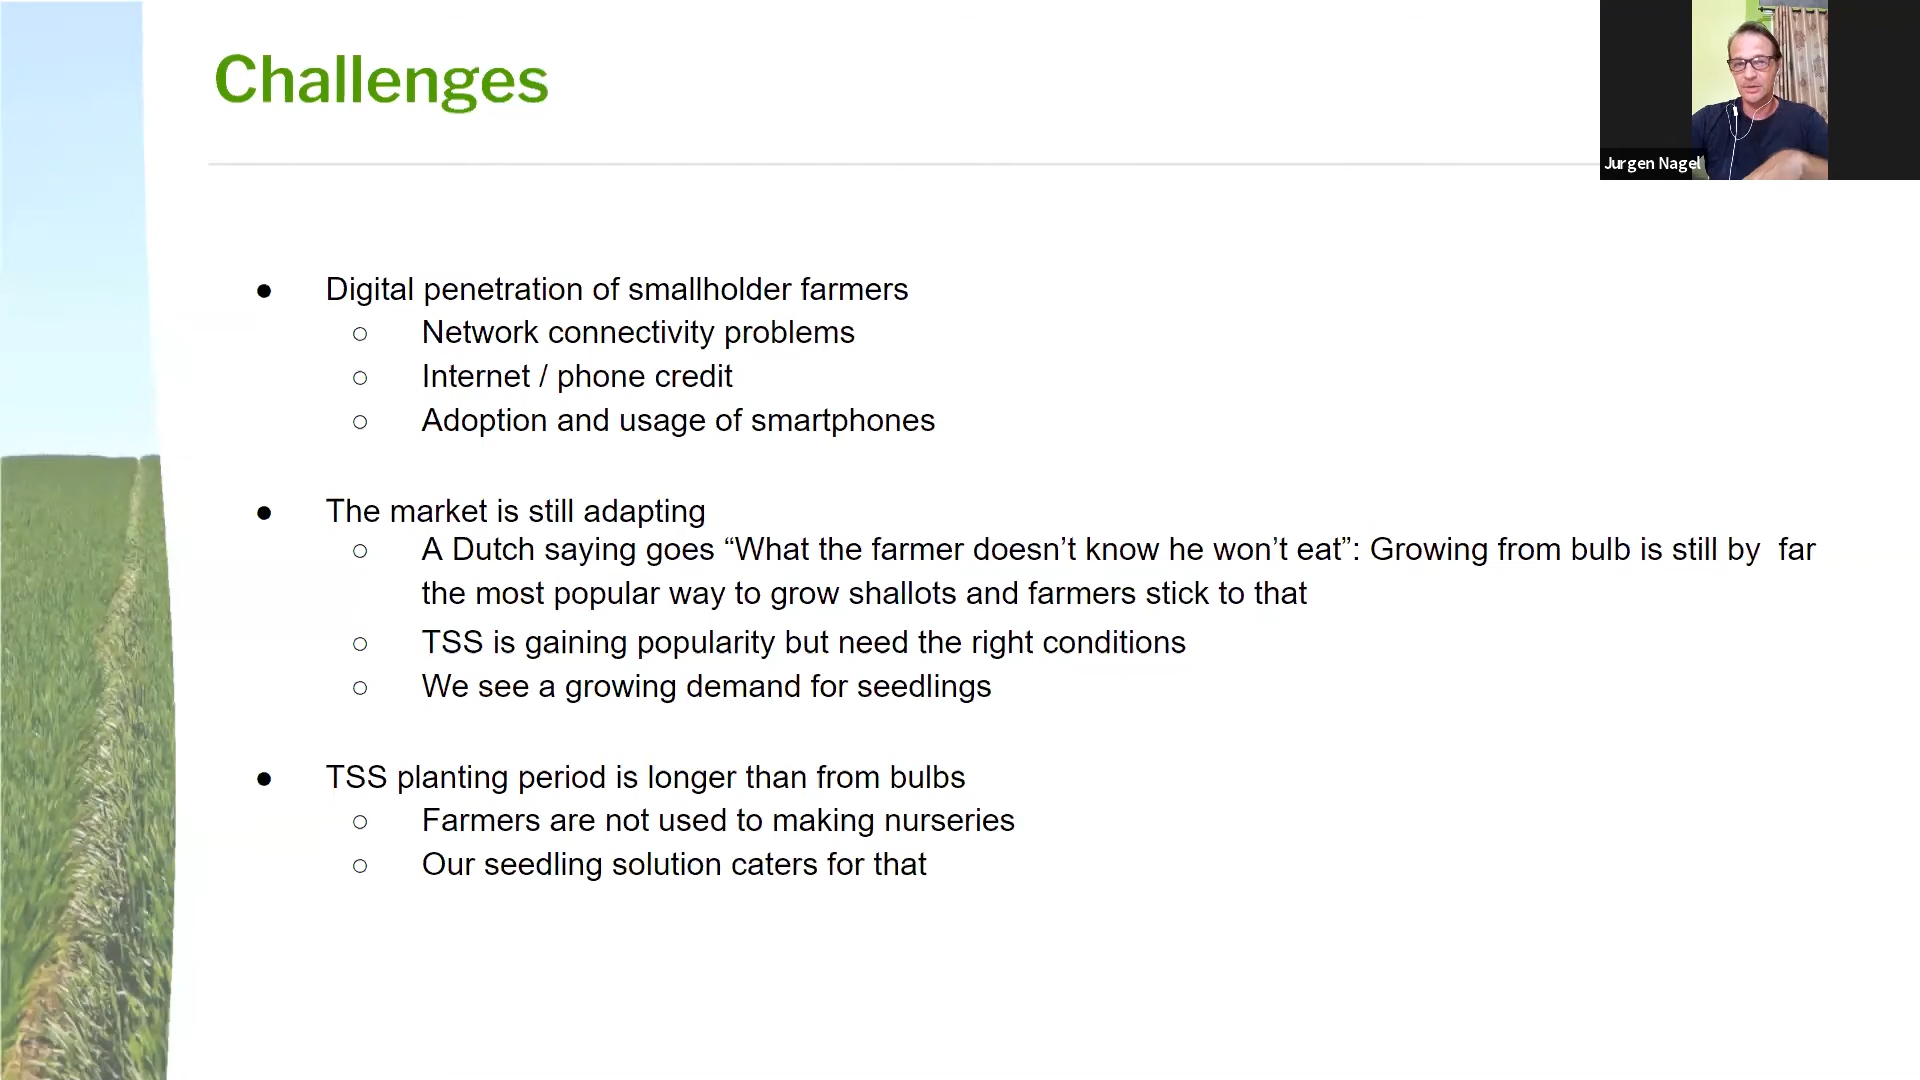 Challenges
Jurgen Nagel
● Digital penetration of smallholder farmers
○ Network connectivity problems
○ Internet / phone credit
○ Adoption and usage of smartphones
● The market is still adapting
○ A Dutch saying goes “What the farmer doesn’t know he won’t eat”: Growing from bulb is still by  far
the most popular way to grow shallots and farmers stick to that
○ TSS is gaining popularity but need the right conditions
○ We see a growing demand for seedlings
● TSS planting period is longer than from bulbs
○ Farmers are not used to making nurseries
○ Our seedling solution caters for that